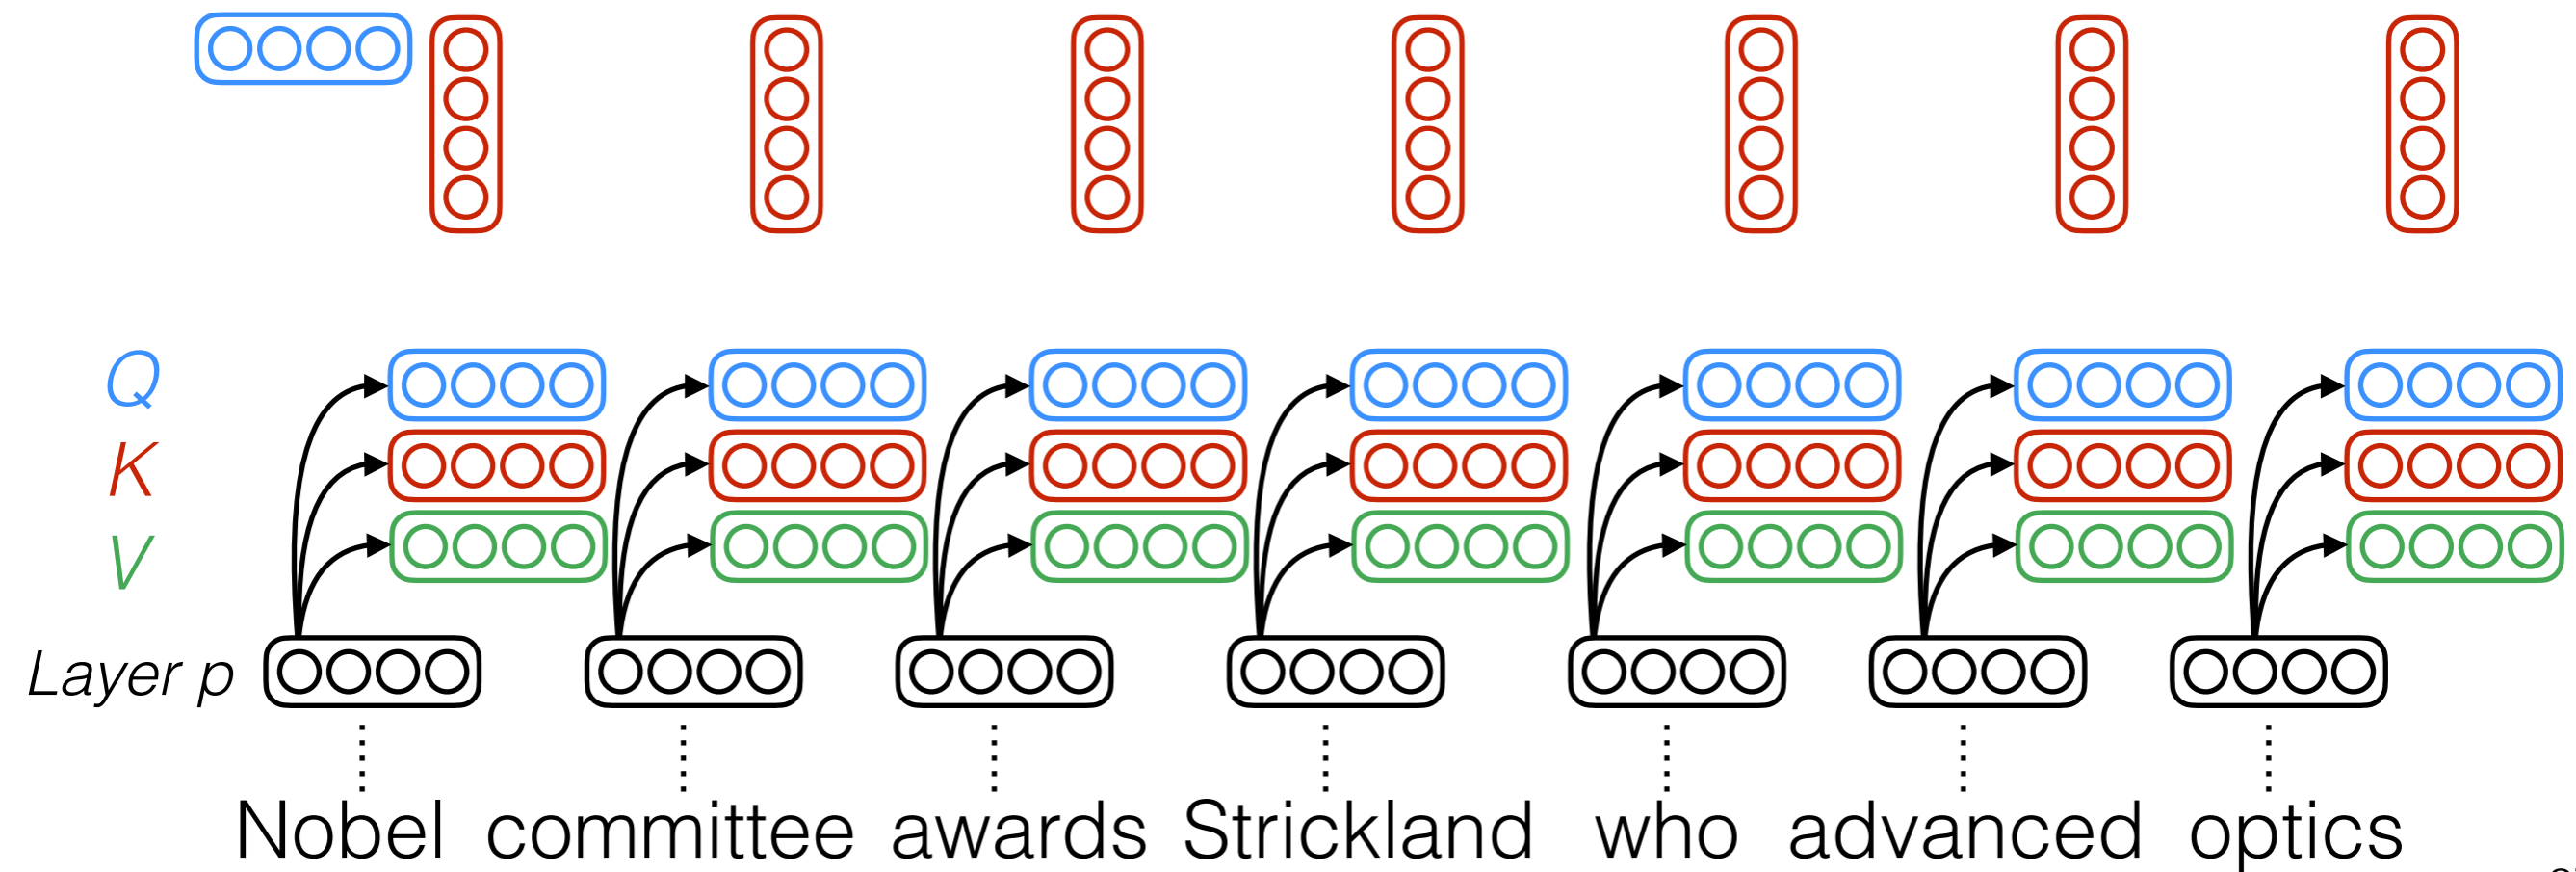 Q
K
V
Layer p
Nobel committee awards Strickland who advanced optics